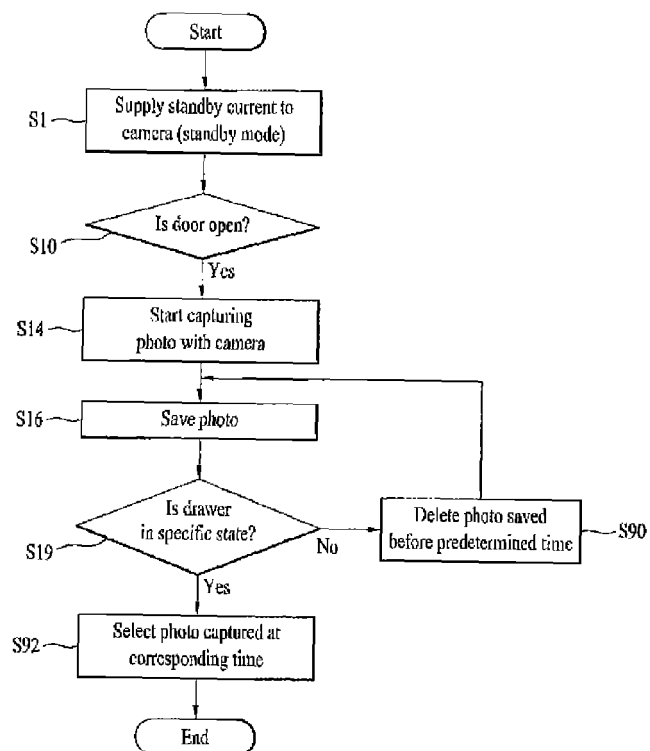 Start
S1
Supply standby current to
camera (standby mode)
Is door open?
S10
Yes
S14
Start capturing
photo with camera
S16
Save photo
Is drawer
in specific state?
S19
No
Delete photo saved
before predetermined time
S90
Yes
S92
Select photo captured at
corresponding time
End